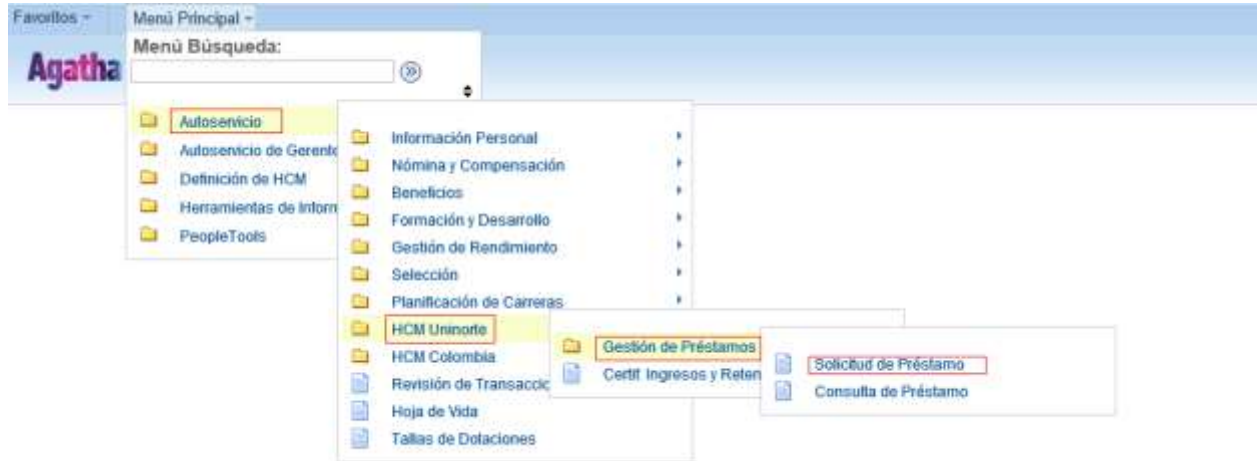 Favoritos
Menú Principal
Agatha
Menú Búsqueda:
Autoservicio
Autoservicio de Gerente
Definición de HCM
Herramientas de Inform
PeopleTools
Información Personal
Nómina y Compensación
Beneficios
Formación y Desarrollo
Gestión de Rendimiento
Selección
Planificación de Carreras
HCM Uninorte
HCM Colombia
Revisión de Transaccio
Hoja de Vida
Tallas de Dotaciones
Gestión de Préstamos
Certif Ingresos y Reten
Solicitud de Préstamo
Consulta de Préstamo